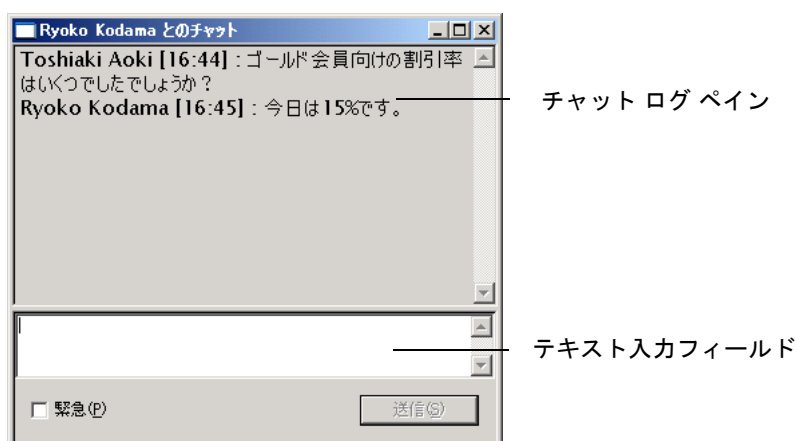 Ryoko Kodama とのチャット
Toshiaki Aoki [16:44] : ゴールド会員向けの割引率
はいくつでしたでしょうか？
Ryoko Kodama [16:45] : 今日は15%です。
チャット ログ ペイン
テキスト入力フィールド
緊急(P)
送信(S)